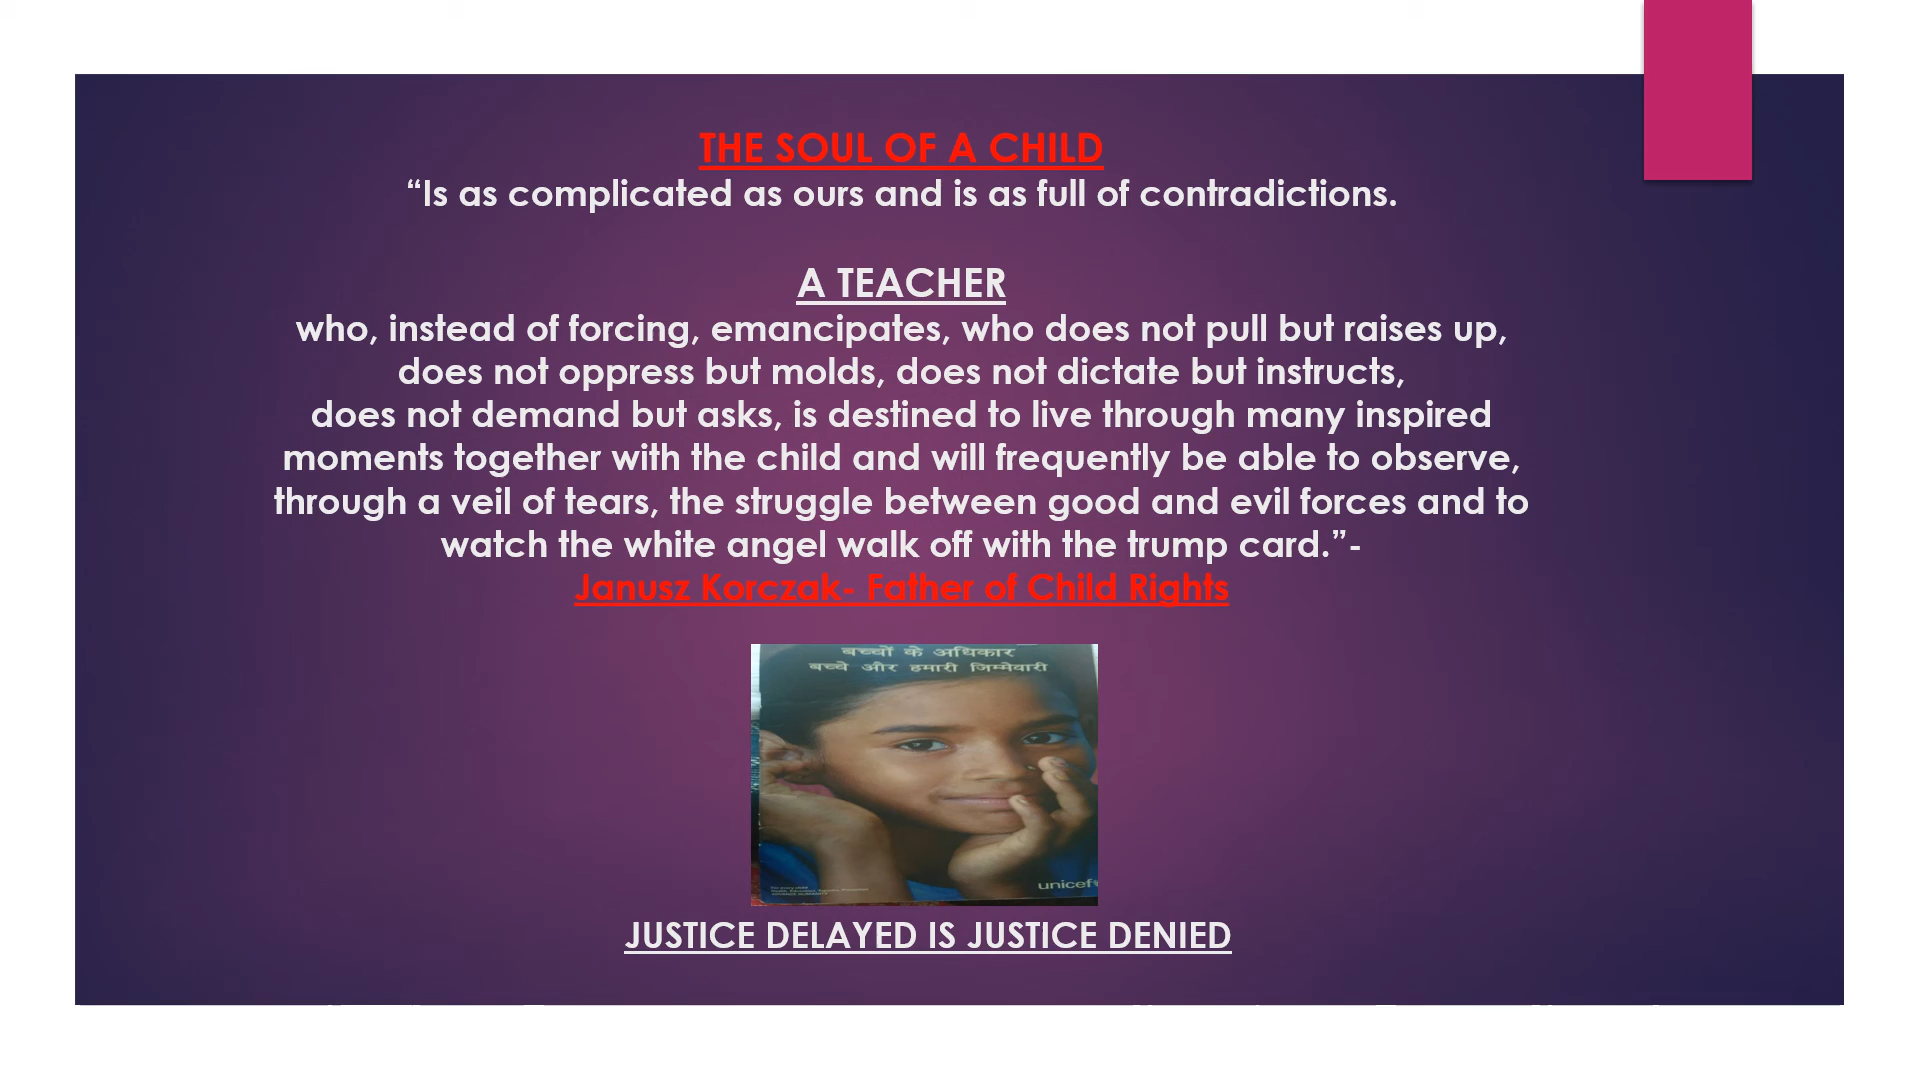 THE SOUL OF A CHILD
“Is as complicated as ours and is as full of contradictions.
A TEACHER
who, instead of forcing, emancipates, who does not pull but raises up,
does not oppress but molds, does not dictate but instructs,
does not demand but asks, is destined to live through many inspired
moments together with the child and will frequently be able to observe,
through a veil of tears, the struggle between good and evil forces and to
watch the white angel walk off with the trump card.”-
Janusz Korczak- Father of Child Rights
बच्चों के अधिकार
बच्चे और हमारी जिम्मेवारी
unicef
JUSTICE DELAYED IS JUSTICE DENIED